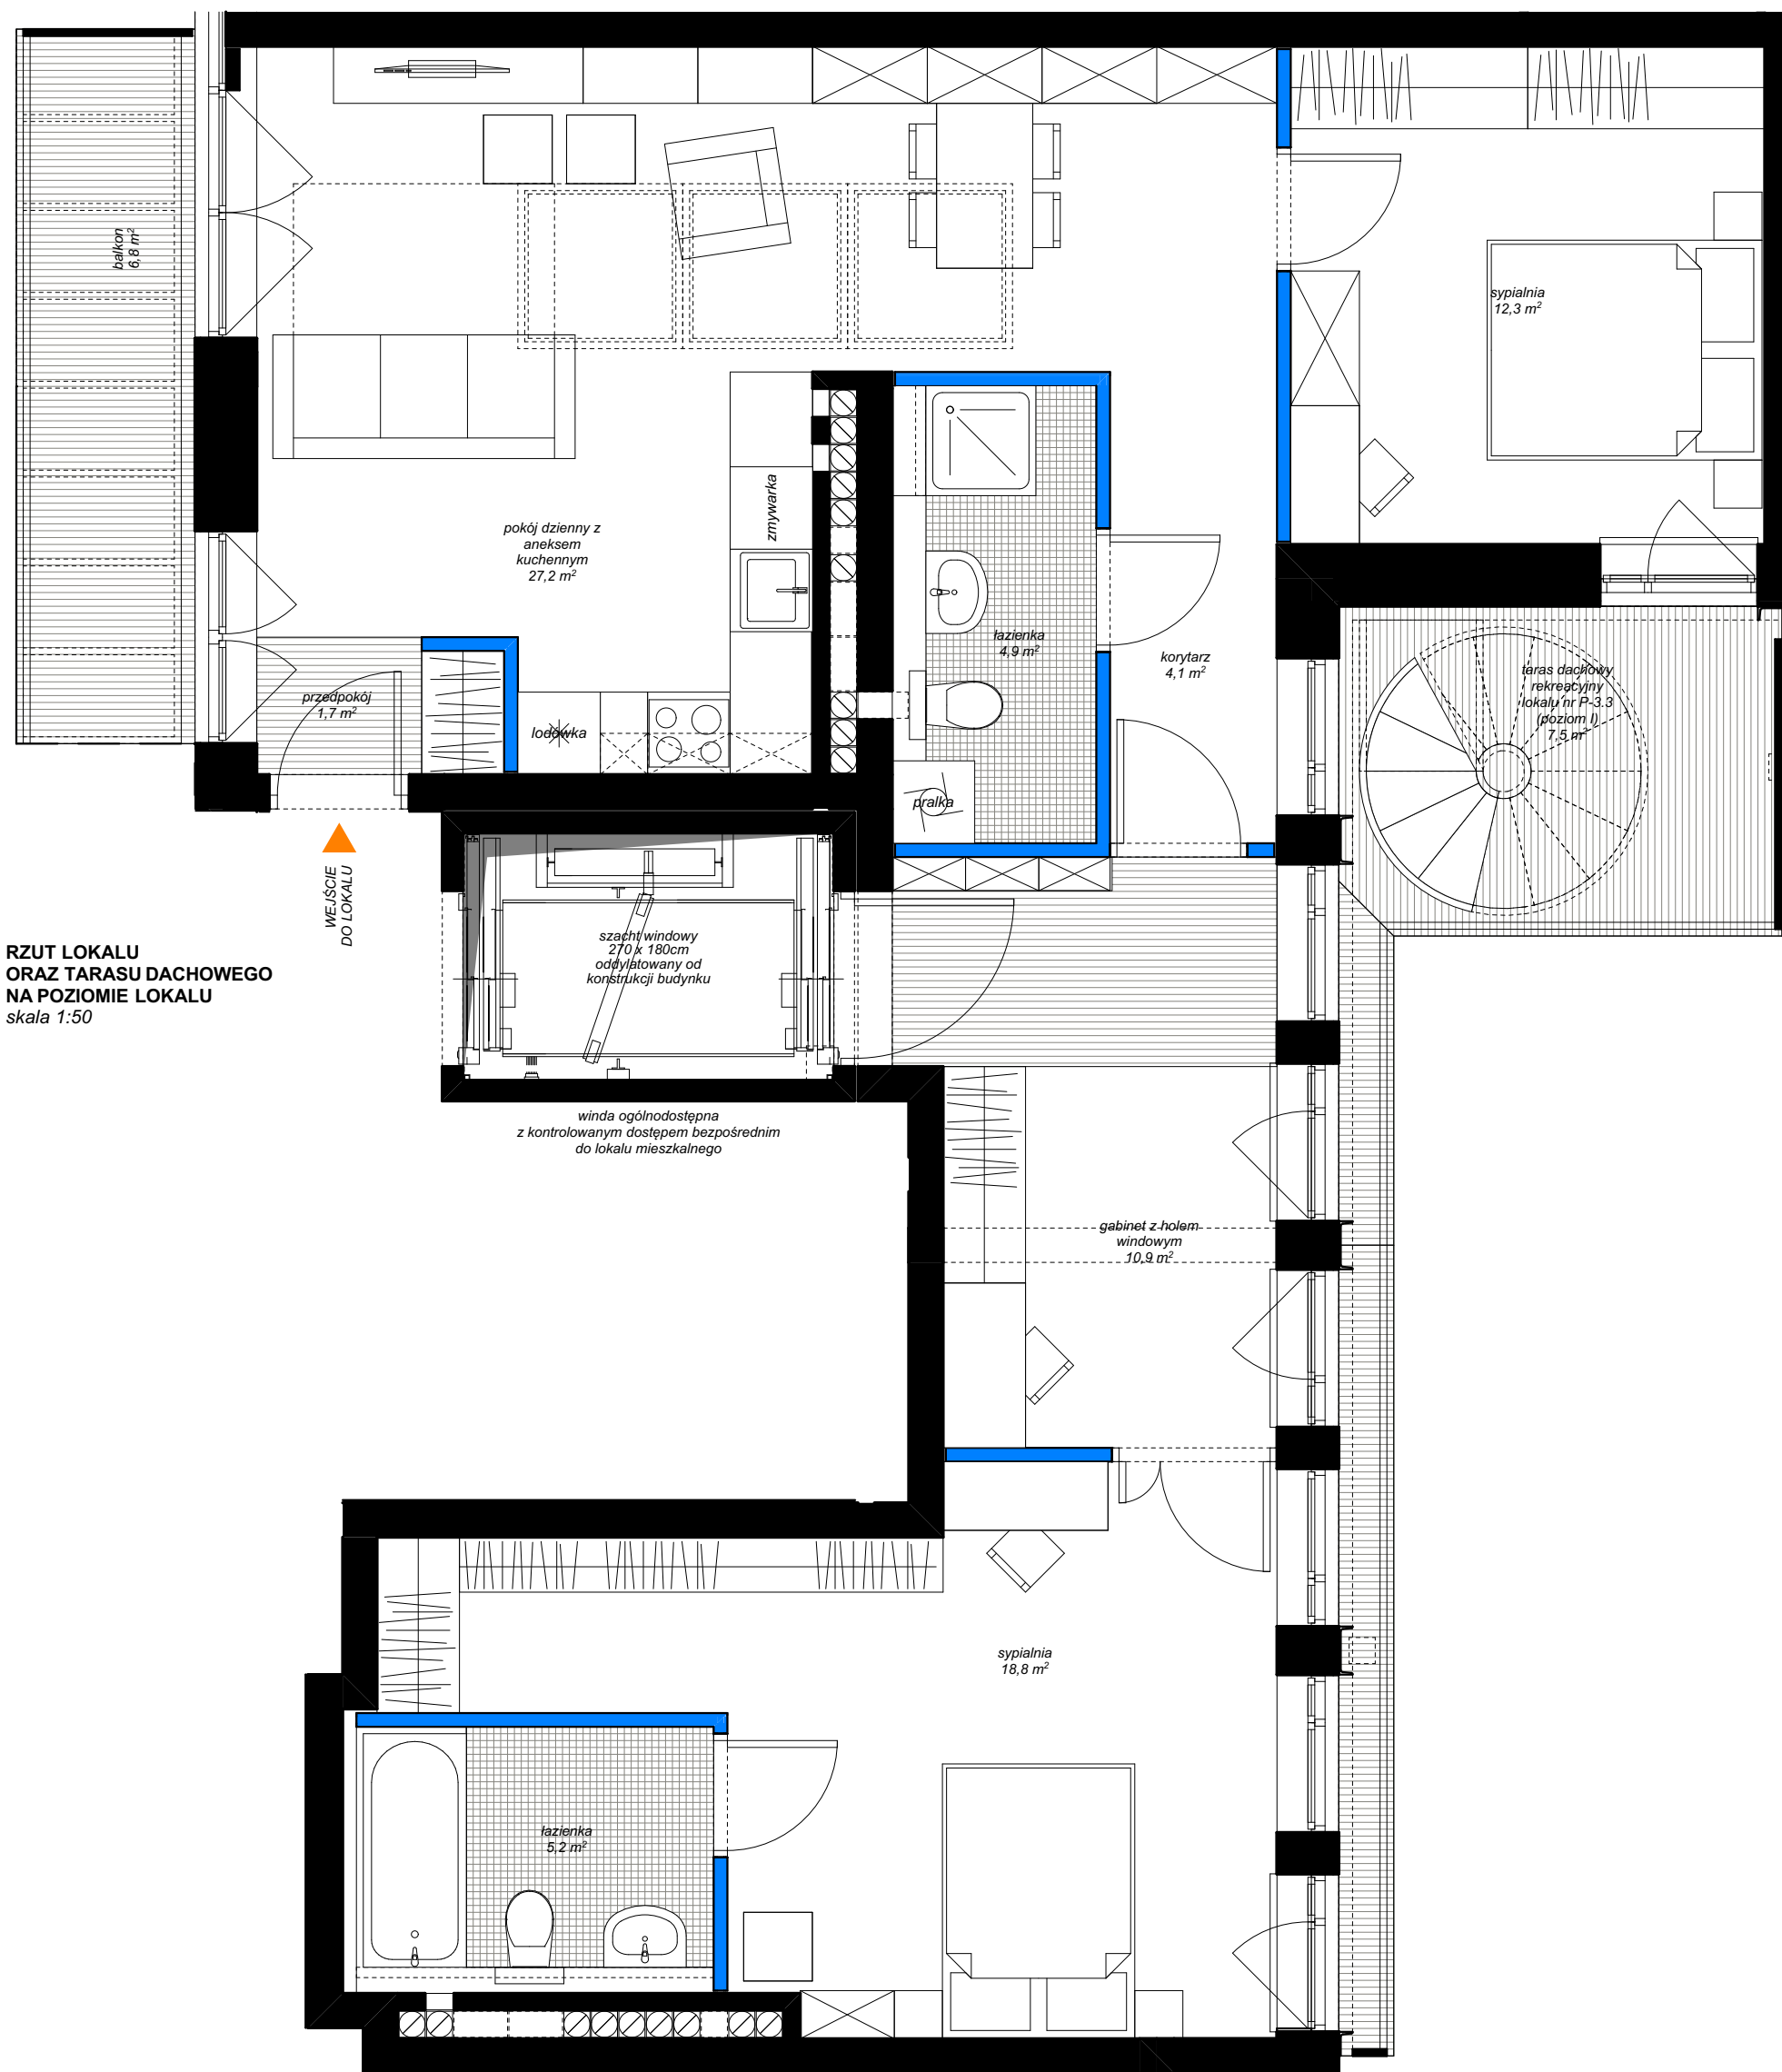 balkon
6,8 m²
sypialnia
12,3 m²
zmywarka
pokój dzienny z
aneksem
kuchennym
27,2 m²
łazienka
4,9 m²
korytarz
4,1 m²
taras dachowy
rekreacyjny
lokalu nr P-3.3
(poziom I)
7,5 m²
przedpokój
1,7 m²
lodówka
pralka
WEJŚCIE
DO LOKALU
RZUT LOKALU
ORAZ TARASU DACHOWEGO
NA POZIOMIE LOKALU
skala 1:50
szacht windowy
270 x 180cm
oddylatowany od
konstrukcji budynku
winda ogólnodostępna
z kontrolowanym dostępem bezpośrednim
do lokalu mieszkalnego
gabinet z holem
windowym
10,9 m²
sypialnia
18,8 m²
łazienka
5,2 m²